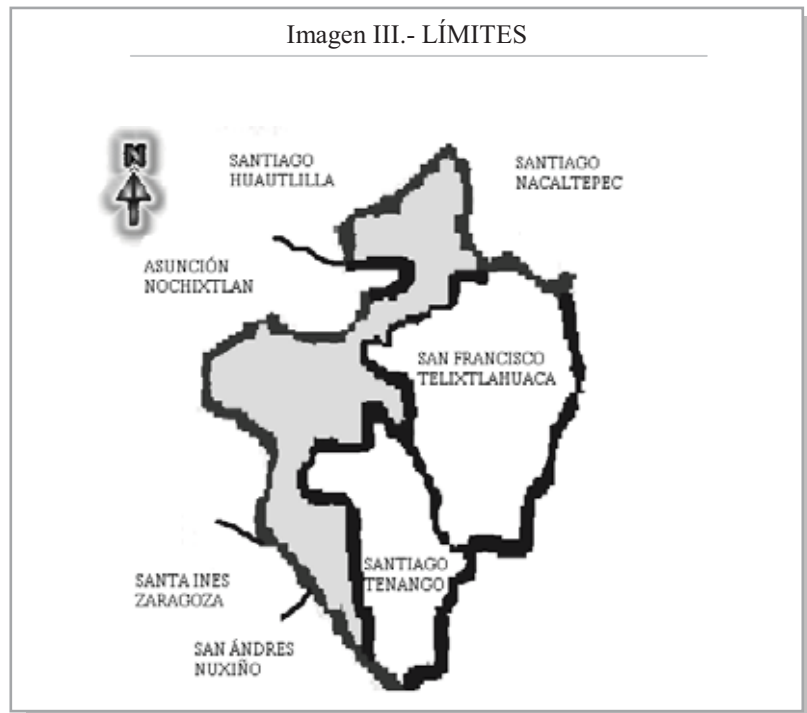 Imagen III.- LÍMITES
N
SANTIAGO
HUAUTLILLA
SANTIAGO
NACALTEPEC
ASUNCIÓN
NOCHIXTLAN
SAN FRANCISCO
TELIXTLAHUACA
SANTIAGO
TENANGO
SANTA INES
ZARAGOZA
SAN ÁNDRES
NUXIÑO